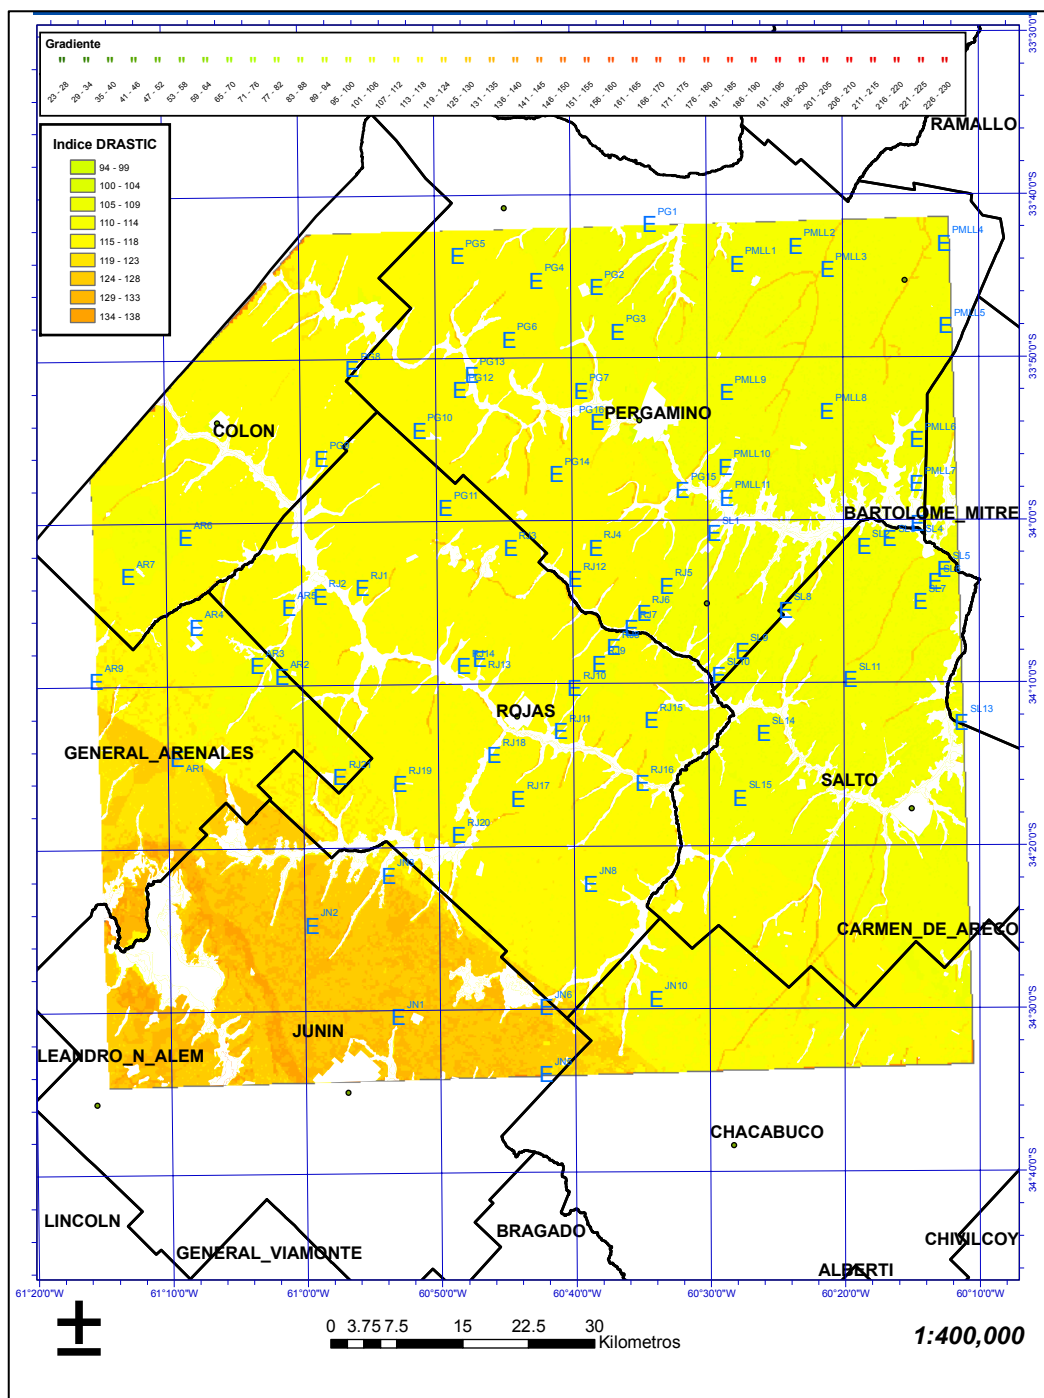 Gradiente
23 - 28
29 - 34
35 - 40
41 - 46
47 - 52
53 - 58
59 - 64
65 - 70
71 - 76
77 - 82
83 - 88
89 - 94
95 - 100
101 - 106
107 - 112
113 - 118
119 - 124
125 - 130
131 - 135
136 - 140
141 - 145
146 - 150
151 - 155
156 - 160
161 - 165
166 - 170
171 - 175
176 - 180
181 - 185
186 - 190
191 - 195
196 - 200
201 - 205
206 - 210
211 - 215
216 - 220
221 - 225
226 - 230
Indice DRASTIC
94 - 99
100 - 104
105 - 109
110 - 114
115 - 118
119 - 123
124 - 128
129 - 133
134 - 138
33°30'0"S
33°40'0"S
33°50'0"S
34°0'0"S
34°10'0"S
34°20'0"S
34°30'0"S
34°40'0"S
RAMALLO
PG1
PMLL2
PMLL4
PG5
PMLL1
PMLL3
PG4
PG2
PMLL5
PG3
PG6
PG8
PG13
PG12
PG7
PMLL9
PMLL8
PG16
PERGAMINO
COLON
PG10
PMLL6
PG9
PMLL10
PG14
PMLL7
PG15
PMLL11
PG11
BARTOLOME_MITRE
SL1
SL4
AR6
RJ3
RJ4
SL2
SL5
AR7
RJ12
RJ5
RJ1
RJ2
SL7
AR5
SL8
RJ6
RJ7
AR4
SL9
RJ9
AR3
RJ14
RJ13
AR9
AR2
SL10
SL11
RJ10
ROJAS
RJ15
SL13
RJ11
SL14
GENERAL_ARENALES
RJ18
AR1
RJ21
RJ19
RJ16
SALTO
RJ17
SL15
RJ20
JN3
JN8
JN2
CARMEN_DE_ARECO
JN6
JN10
JN1
JUNIN
LEANDRO_N_ALEM
JN5
CHACABUCO
LINCOLN
GENERAL_VIAMONTE
BRAGADO
CHIVILCOY
ALBERTI
61°20'0"W
61°10'0"W
61°0'0"W
60°50'0"W
60°40'0"W
60°30'0"W
60°20'0"W
60°10'0"W
0 3.75 7.5 15 22.5 30
Kilometros
1:400,000